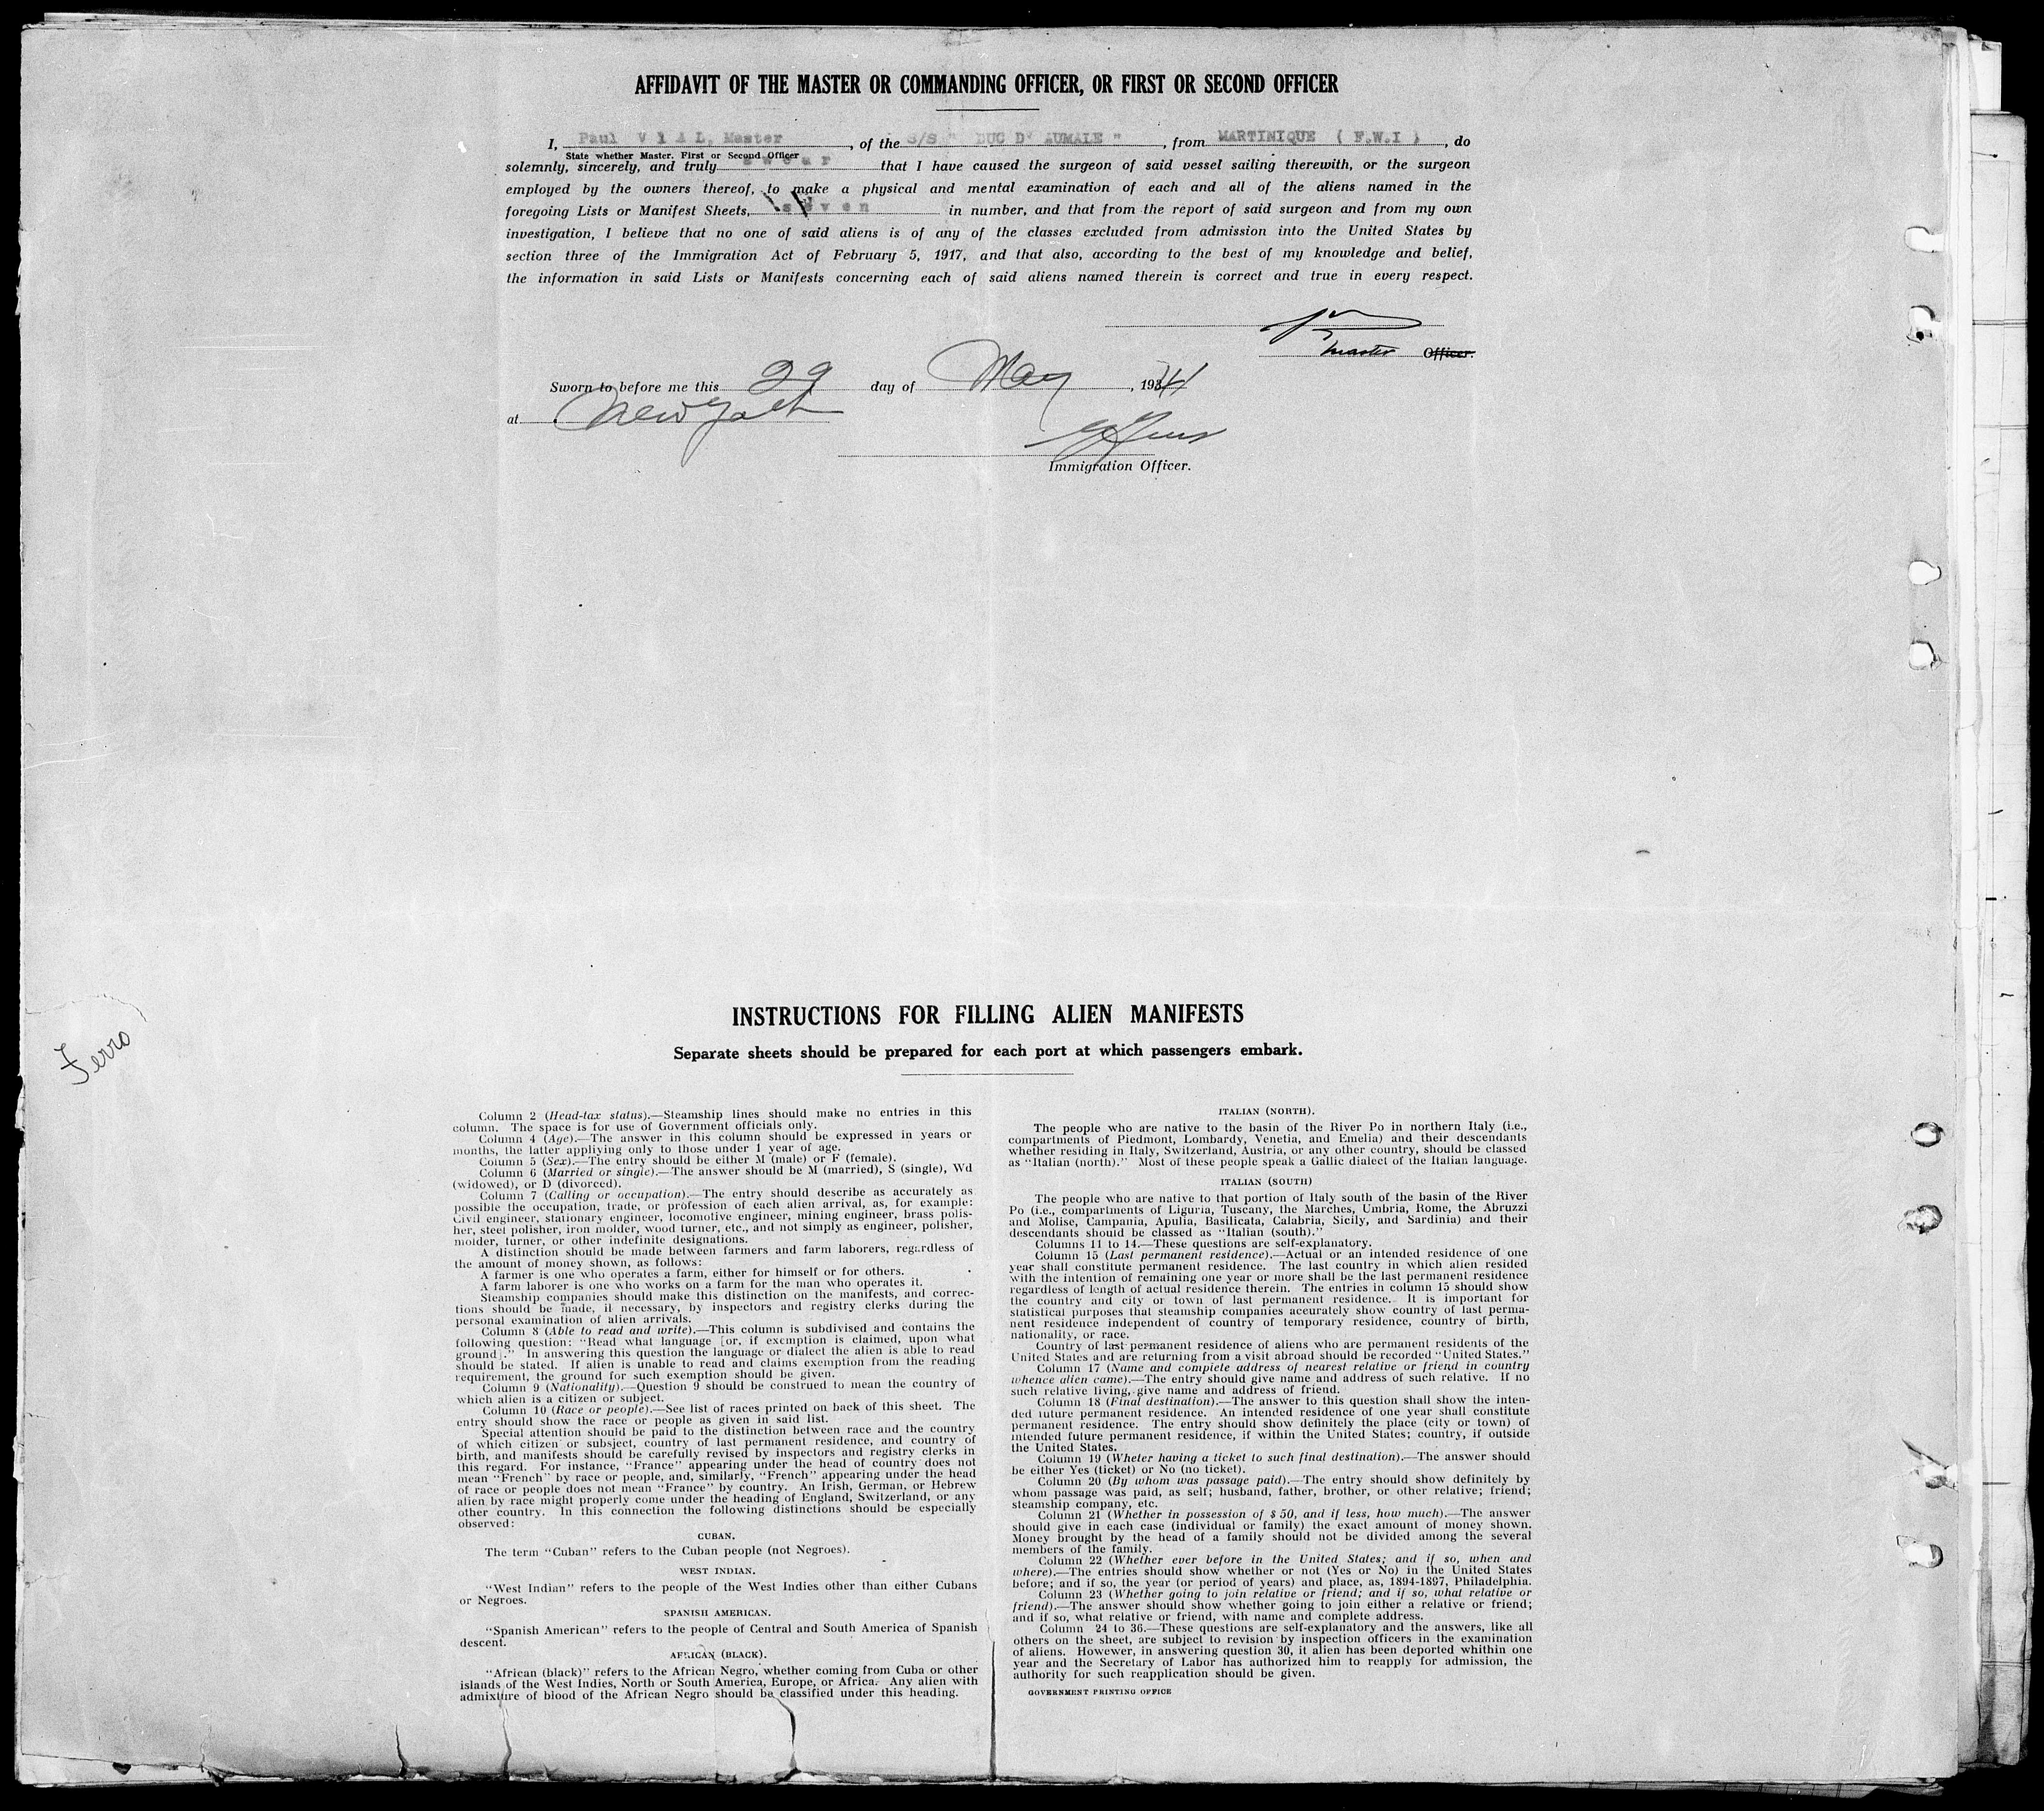 AFFIDAVIT OF THE MASTER OR COMMANDING OFFICER, OR FIRST OR SECOND OFFICER
I, Paul V I A L, Master, of the S/S " DUC D' AUMALE ", from MARTINIQUE ( F.W.I ), do
State whether Master, First or Second Officer
solemnly, sincerely, and truly swear that I have caused the surgeon of said vessel sailing therewith, or the surgeon
employed by the owners thereof, to make a physical and mental examination of each and all of the aliens named in the
foregoing Lists or Manifest Sheets, seven in number, and that from the report of said surgeon and from my own
investigation, I believe that no one of said aliens is of any of the classes excluded from admission into the United States by
section three of the Immigration Act of February 5, 1917, and that also, according to the best of my knowledge and belief,
the information in said Lists or Manifests concerning each of said aliens named therein is correct and true in every respect.
Master Officer.
Sworn to before me this 29 day of May, 1941
at New York
Immigration Officer.
Ferro
INSTRUCTIONS FOR FILLING ALIEN MANIFESTS
Separate sheets should be prepared for each port at which passengers embark.
Column 2 (Head-tax status).—Steamship lines should make no entries in this
column. The space is for use of Government officials only.
Column 4 (Age).—The answer in this column should be expressed in years or
months, the latter appliying only to those under 1 year of age.
Column 5 (Sex).—The entry should be either M (male) or F (female).
Column 6 (Married or single).—The answer should be M (married), S (single), Wd
(widowed), or D (divorced).
Column 7 (Calling or occupation).—The entry should describe as accurately as
possible the occupation, trade, or profession of each alien arrival, as, for example:
Civil engineer, stationary engineer, locomotive engineer, mining engineer, brass polis-
her, steel polisher, iron molder, wood turner, etc., and not simply as engineer, polisher,
molder, turner, or other indefinite designations.
A distinction should be made between farmers and farm laborers, regardless of
the amount of money shown, as follows:
A farmer is one who operates a farm, either for himself or for others.
A farm laborer is one who works on a farm for the man who operates it.
Steamship companies should make this distinction on the manifests, and correc-
tions should be made, if necessary, by inspectors and registry clerks during the
personal examination of alien arrivals.
Column 8 (Able to read and write).—This column is subdivised and contains the
following question: "Read what language [or, if exemption is claimed, upon what
ground]." In answering this question the language or dialect the alien is able to read
should be stated. If alien is unable to read and claims exemption from the reading
requirement, the ground for such exemption should be given.
Column 9 (Nationality).—Question 9 should be construed to mean the country of
which alien is a citizen or subject.
Column 10 (Race or people).—See list of races printed on back of this sheet. The
entry should show the race or people as given in said list.
Special attention should be paid to the distinction between race and the country
of which citizen or subsject, country of last permanent residence, and country of
birth, and manifests should be carefully revised by inspectors and registry clerks in
this regard. For instance, "France" appearing under the head of country does not
mean "French" by race or people, and, similarly, "French" appearing under the head
of race or people does not mean "France" by country. An Irish, German, or Hebrew
alien by race might properly come under the heading of England, Switzerland, or any
other country. In this connection the following distinctions should be especially
observed:
CUBAN.
The term "Cuban" refers to the Cuban people (not Negroes).
WEST INDIAN.
"West Indian" refers to the people of the West Indies other than either Cubans
or Negroes.
SPANISH AMERICAN.
"Spanish American" refers to the people of Central and South America of Spanish
descent.
AFRICAN (BLACK).
"African (black)" refers to the African Negro, whether coming from Cuba or other
islands of the West Indies, North or South America, Europe, or Africa. Any alien with
admixture of blood of the African Negro should be classified under this heading.
ITALIAN (NORTH).
The people who are native to the basin of the River Po in northern Italy (i.e.,
compartments of Piedmont, Lombardy, Venetia, and Emelia) and their descendants
whether residing in Italy, Switzerland, Austria, or any other country, should be classed
as "Italian (north)." Most of these people speak a Gallic dialect of the Italian language.
ITALIAN (SOUTH)
The people who are native to that portion of Italy south of the basin of the River
Po (i.e., compartments of Liguria, Tuscany, the Marches, Umbria, Rome, the Abruzzi
and Molise, Campania, Apulia, Basilicata, Calabria, Sicily, and Sardinia) and their
descendants should be classed as "Italian (south)."
Columns 11 to 14.—These questions are self-explanatory.
Column 15 (Last permanent residence).—Actual or an intended residence of one
year shall constitute permanent residence. The last country in which alien resided
with the intention of remaining one year or more shall be the last permanent residence
regardless of length of actual residence therein. The entries in column 15 should show
the country and city or town of last permanent residence. It is important for
statistical purposes that steamship companies accurately show country of last perma-
nent residence independent of country of temporary residence, country of birth,
nationality, or race.
Country of last permanent residence of aliens who are permanent residents of the
United States and are returning from a visit abroad should be recorded "United States."
Column 17 (Name and complete address of nearest relative or friend in country
whence alien came).—The entry should give name and address of such relative. If no
such relative living, give name and address of friend.
Column 18 (Final destination).—The answer to this question shall show the inten-
ded future permanent residence. An intended residence of one year shall constitute
permanent residence. The entry should show definitely the place (city or town) of
intended future permanent residence, if within the United States; country, if outside
the United States.
Column 19 (Wheter having a ticket to such final destination).—The answer should
be either Yes (ticket) or No (no ticket).
Column 20 (By whom was passage paid).—The entry should show definitely by
whom passage was paid, as self; husband, father, brother, or other relative; friend;
steamship company, etc.
Column 21 (Whether in possession of $ 50, and if less, how much).—The answer
should give in each case (individual or family) the exact amount of money shown.
Money brought by the head of a family should not be divided among the several
members of the family.
Column 22 (Whether ever before in the United States; and if so, when and
where).—The entries should show whether or not (Yes or No) in the United States
before; and if so, the year (or period of years) and place, as, 1894-1897, Philadelphia.
Column 23 (Whether going to join relative or friend; and if so, what relative or
friend).—The answer should show whether going to join either a relative or friend;
and if so, what relative or friend, with name and complete address.
Column 24 to 36.—These questions are self-explanatory and the answers, like all
others on the sheet, are subject to revision by inspection officers in the examination
of aliens. However, in answering question 30, it alien has been deported whithin one
year and the Secretary of Labor has authorized him to reapply for admission, the
authority for such reapplication should be given.
GOVERNMENT PRINTING OFFICE